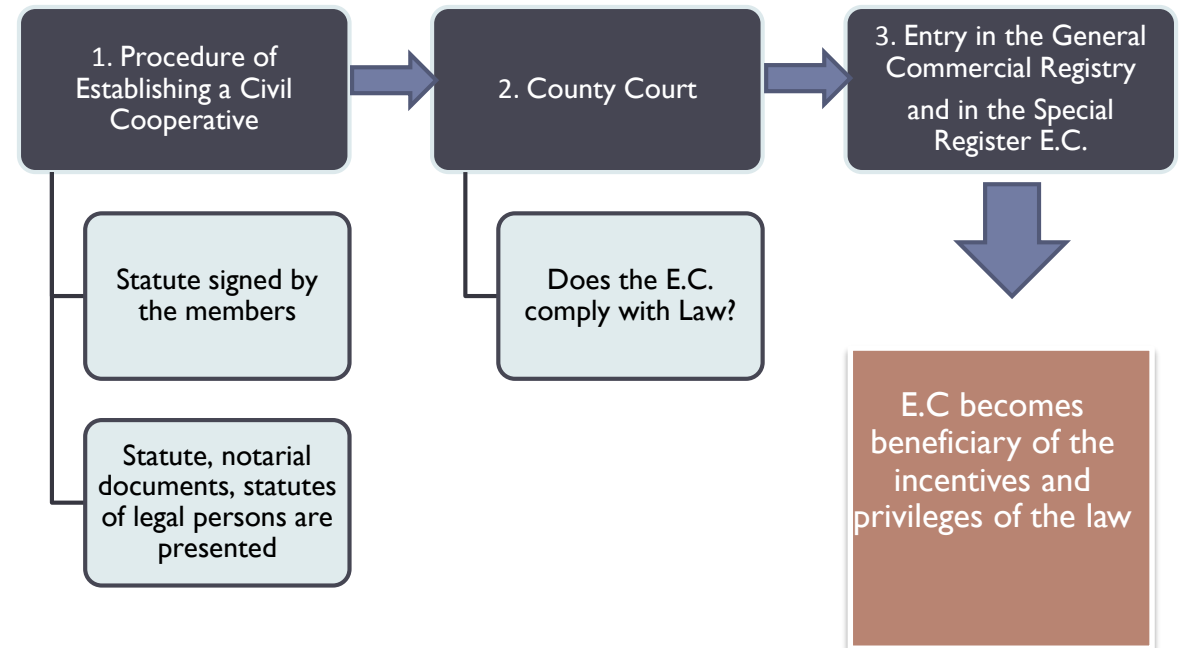 1. Procedure of
Establishing a Civil
Cooperative
2. County Court
3. Entry in the General
Commercial Registry
and in the Special
Register E.C.
Statute signed by
the members
Does the E.C.
comply with Law?
Statute, notarial
documents, statutes
of legal persons are
presented
E.C becomes
beneficiary of the
incentives and
privileges of the law